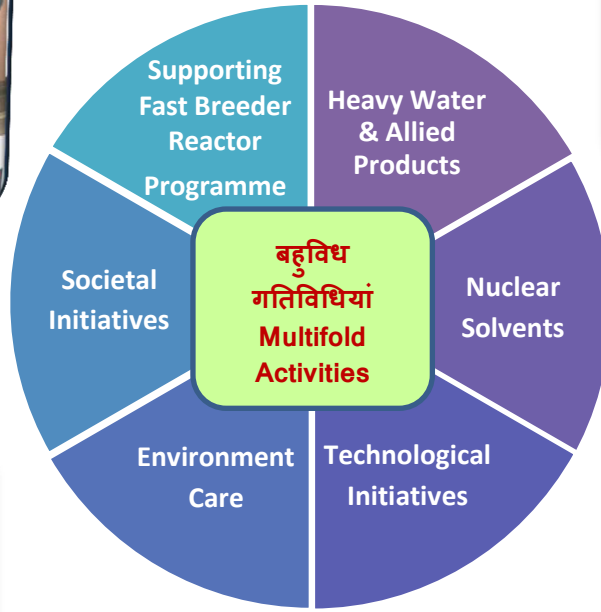 Supporting
Fast Breeder
Reactor
Programme
Heavy Water
& Allied
Products
Societal
Initiatives
बहुविध
गतिविधियां
Multifold
Activities
Nuclear
Solvents
Environment
Care
Technological
Initiatives